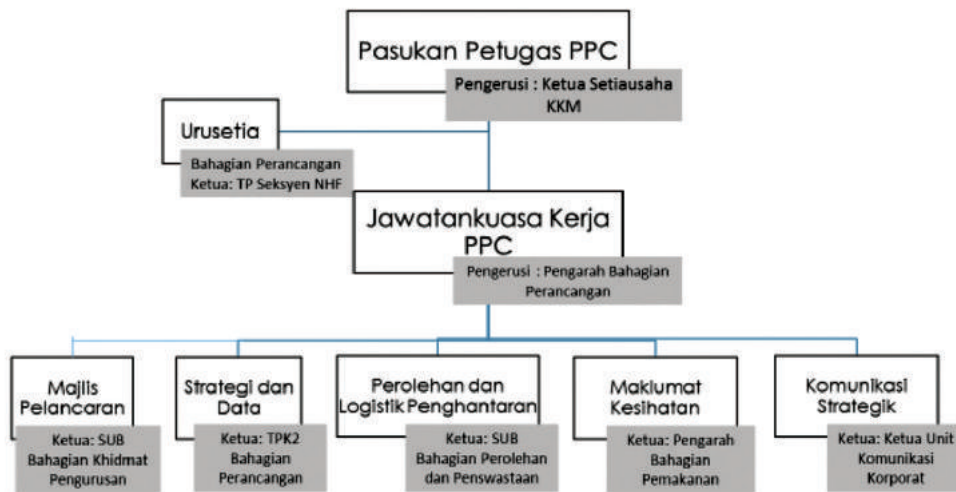 Pasukan Petugas PPC
Pengerusi : Ketua Setiausaha
KKM
Urusetia
Bahagian Perancangan
Ketua: TP Seksyen NHF
Jawatankuasa Kerja
PPC
Pengerusi : Pengarah Bahagian
Perancangan
Majlis
Pelancaran
Ketua: SUB
Bahagian Khidmat
Pengurusan
Strategi dan
Data
Ketua: TPK2
Bahagian
Perancangan
Perolehan dan
Logistik Penghantaran
Ketua: SUB
Bahagian Perolehan
dan Penswastaan
Maklumat
Kesihatan
Ketua: Pengarah
Bahagian
Pemakanan
Komunikasi
Strategik
Ketua: Ketua Unit
Komunikasi
Korporat